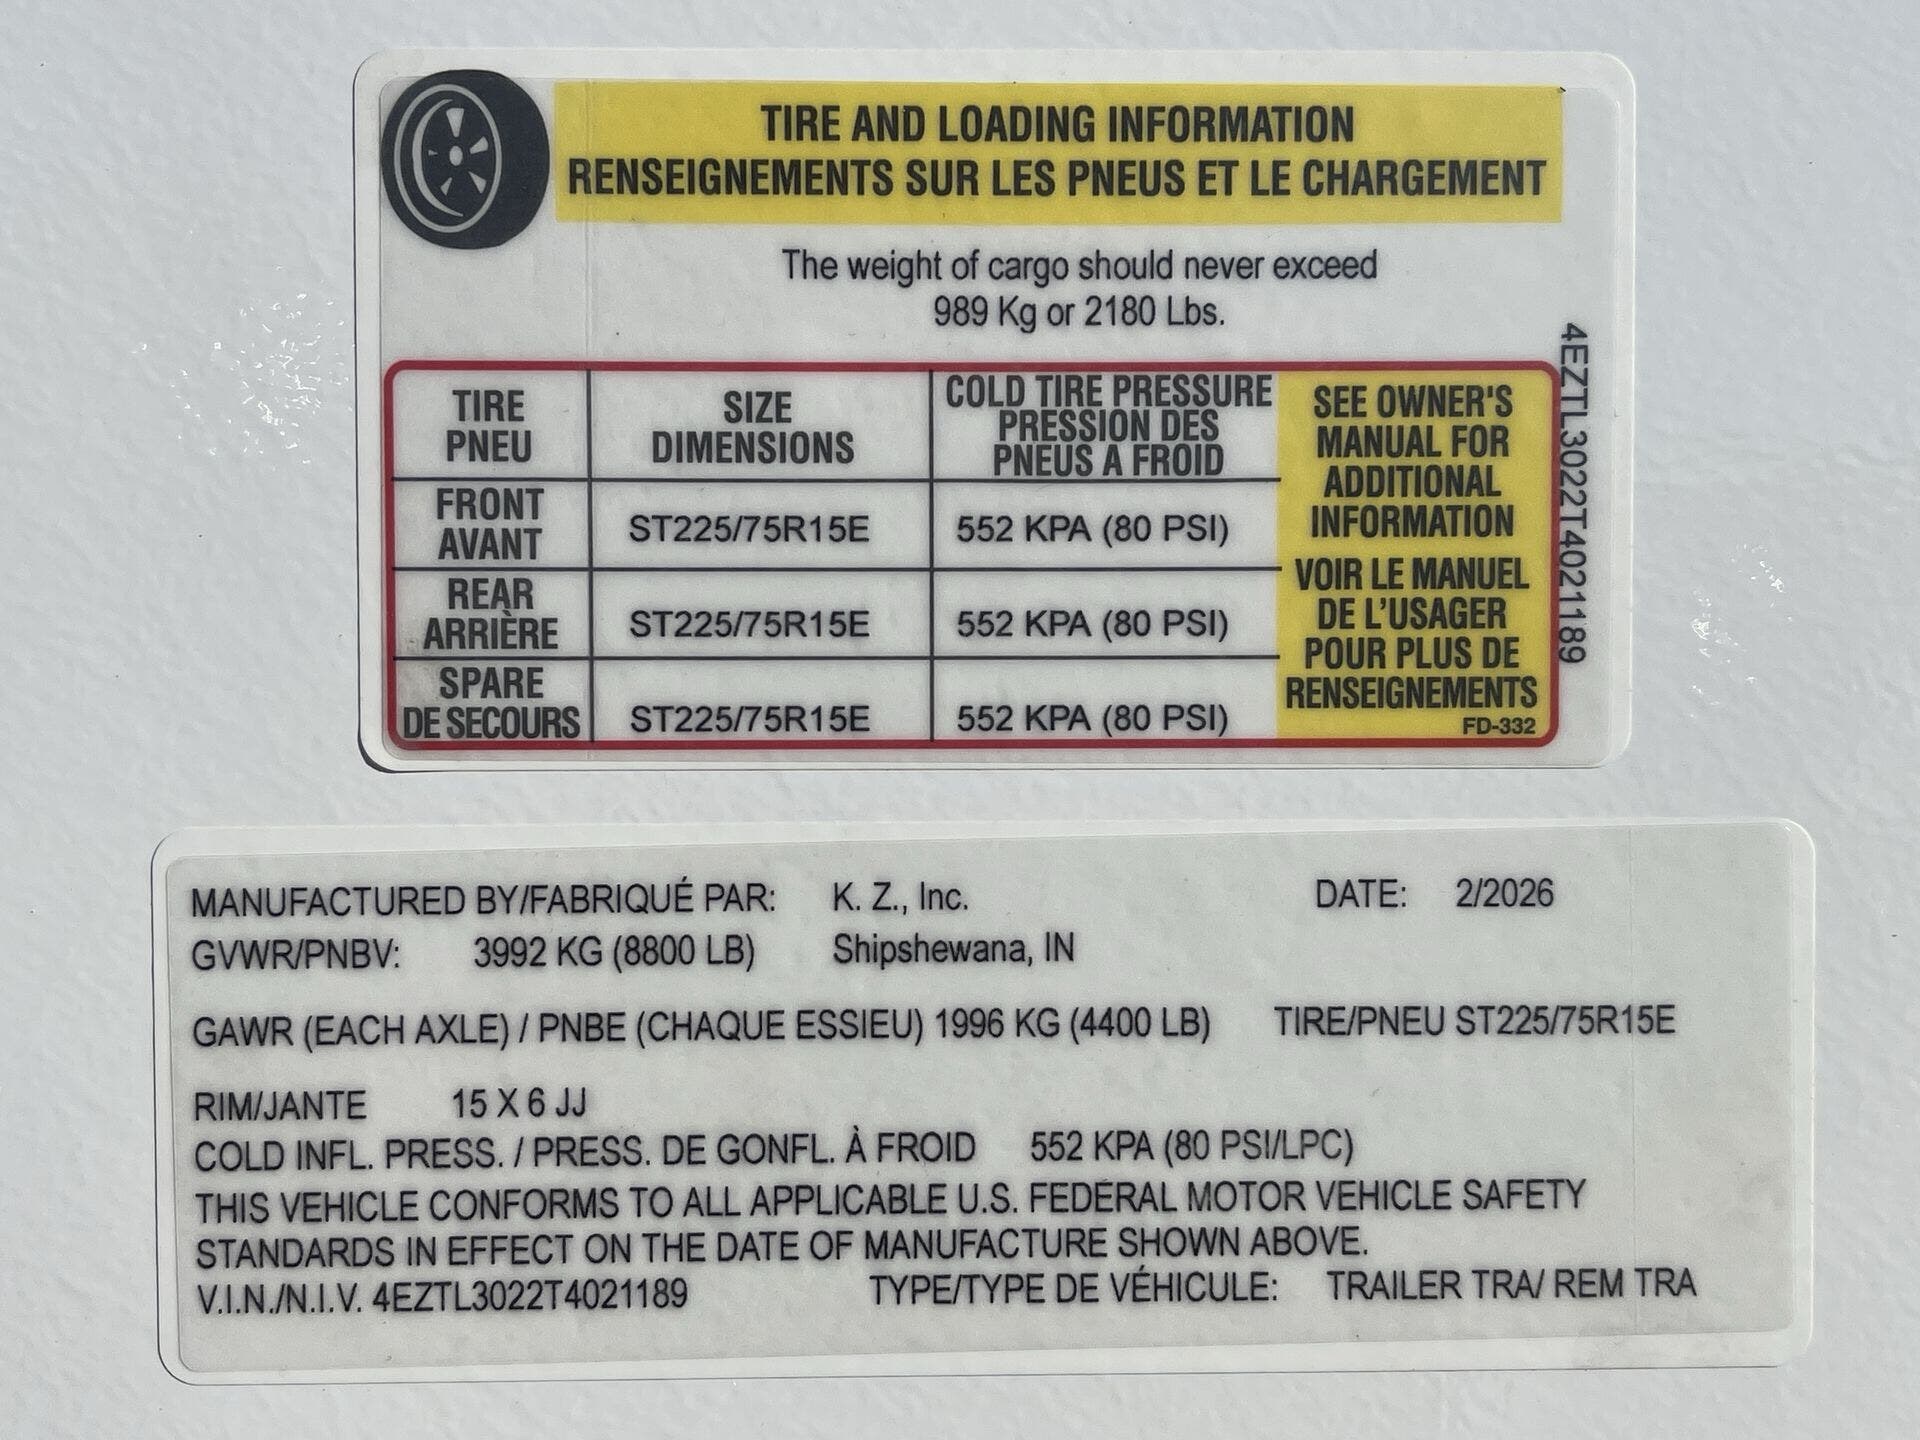 TIRE AND LOADING INFORMATION
RENSEIGNEMENTS SUR LES PNEUS ET LE CHARGEMENT
The weight of cargo should never exceed
989 Kg or 2180 Lbs.
TIRE
PNEU
SIZE
DIMENSIONS
COLD TIRE PRESSURE
PRESSION DES
PNEUS A FROID
FRONT
AVANT
ST225/75R15E
552 KPA (80 PSI)
REAR
ARRIÈRE
ST225/75R15E
552 KPA (80 PSI)
SPARE
DE SECOURS
ST225/75R15E
552 KPA (80 PSI)
SEE OWNER'S
MANUAL FOR
ADDITIONAL
INFORMATION
VOIR LE MANUEL
DE L'USAGER
POUR PLUS DE
RENSEIGNEMENTS
FD-332
4EZTL3022T4021189
MANUFACTURED BY/FABRIQUÉ PAR: K. Z., Inc. DATE: 2/2026
GVWR/PNBV: 3992 KG (8800 LB) Shipshewana, IN
GAWR (EACH AXLE) / PNBE (CHAQUE ESSIEU) 1996 KG (4400 LB) TIRE/PNEU ST225/75R15E
RIM/JANTE 15 X 6 JJ
COLD INFL. PRESS. / PRESS. DE GONFL. À FROID 552 KPA (80 PSI/LPC)
THIS VEHICLE CONFORMS TO ALL APPLICABLE U.S. FEDERAL MOTOR VEHICLE SAFETY
STANDARDS IN EFFECT ON THE DATE OF MANUFACTURE SHOWN ABOVE.
V.I.N./N.I.V. 4EZTL3022T4021189 TYPE/TYPE DE VÉHICULE: TRAILER TRA/ REM TRA